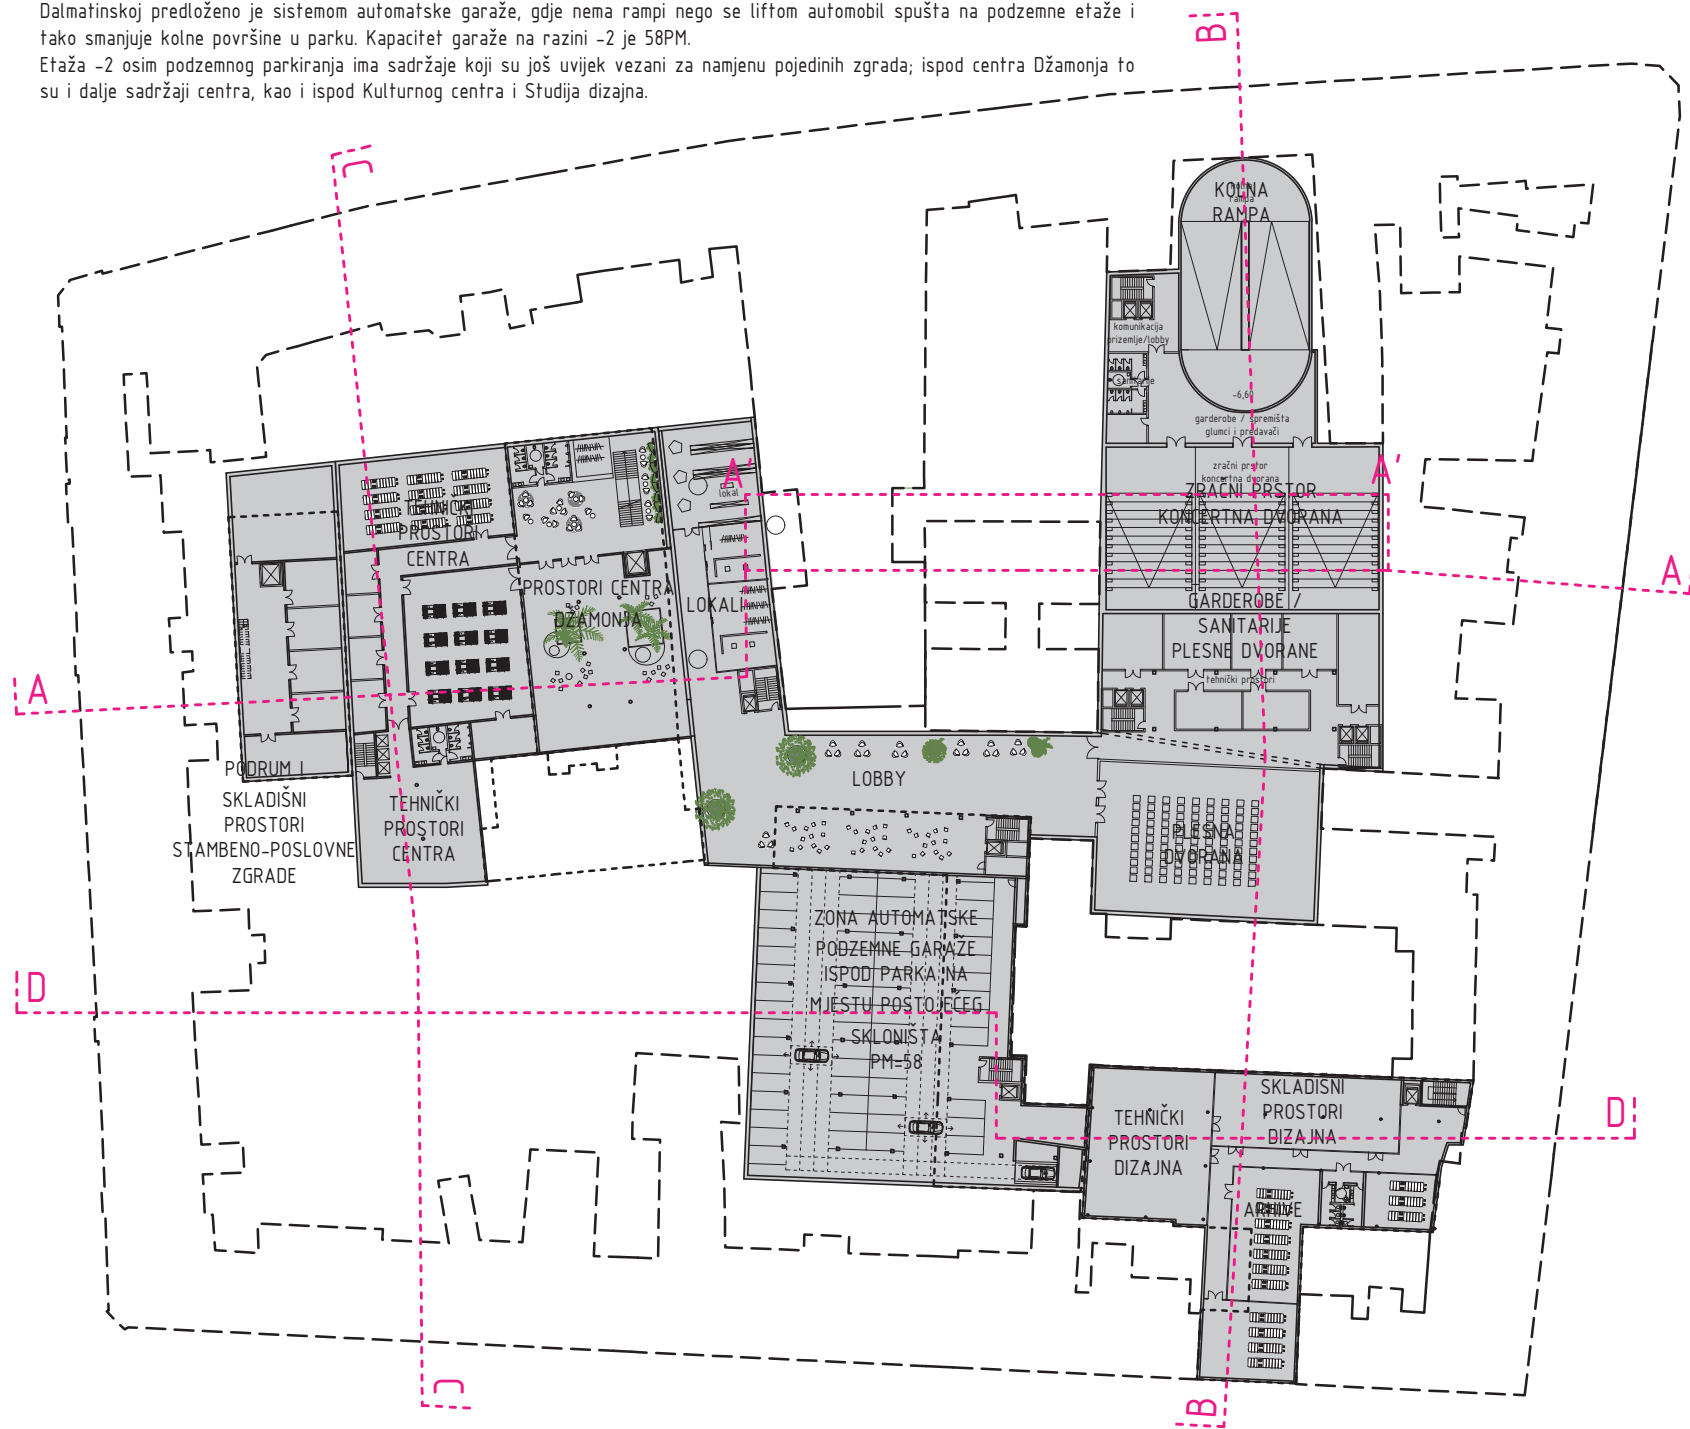 Dalmatinskoj predloženo je sistemom automatske garaže, gdje nema rampi nego se liftom automobil spušta na podzemne etaže i
tako smanjuje kolne površine u parku. Kapacitet garaže na razini -2 je 58PM.
Etaža -2 osim podzemnog parkiranja ima sadržaje koji su još uvijek vezani za namjenu pojedinih zgrada; ispod centra Džamonja to
su i dalje sadržaji centra, kao i ispod Kulturnog centra i Studija dizajna.
B
C
KOLNA
RAMPA
rampa
komunikacija
prizemlje/lobby
sanitarije
-6,60
garderobe / spremišta
glumci i predavači
zračni prstor
koncertna dvorana
A'
A'
lokal
ZRAČNI PRSTOR
KONCERTNA DVORANA
TEHNIČKI
PROSTORI
CENTRA
A
PROSTORI CENTRA
DŽAMONJA
LOKALI
GARDEROBE /
SANITARIJE
PLESNE DVORANE
tehnički prostori
A
LOBBY
PODRUM I
SKLADIŠNI
PROSTORI
STAMBENO-POSLOVNE
ZGRADE
TEHNIČKI
PROSTORI
CENTRA
PLESNA
DVORANA
ZONA AUTOMATSKE
PODZEMNE GARAŽE
ISPOD PARKA NA
MJESTU POSTOJEĆEG
SKLONIŠTA
PM=58
D
TEHNIČKI
PROSTORI
DIZAJNA
SKLADIŠNI
PROSTORI
DIZAJNA
D
ARHIVE
C
B